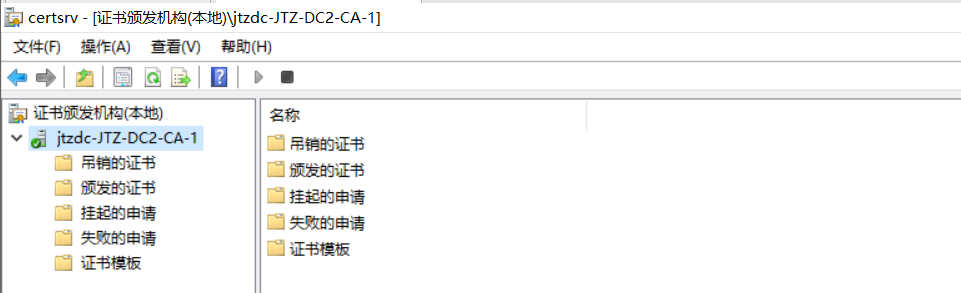 certsrv - [证书颁发机构(本地)\jtzdc-JTZ-DC2-CA-1]
文件(F) 操作(A) 查看(V) 帮助(H)
证书颁发机构(本地)
jtzdc-JTZ-DC2-CA-1
吊销的证书
颁发的证书
挂起的申请
失败的申请
证书模板
名称
吊销的证书
颁发的证书
挂起的申请
失败的申请
证书模板